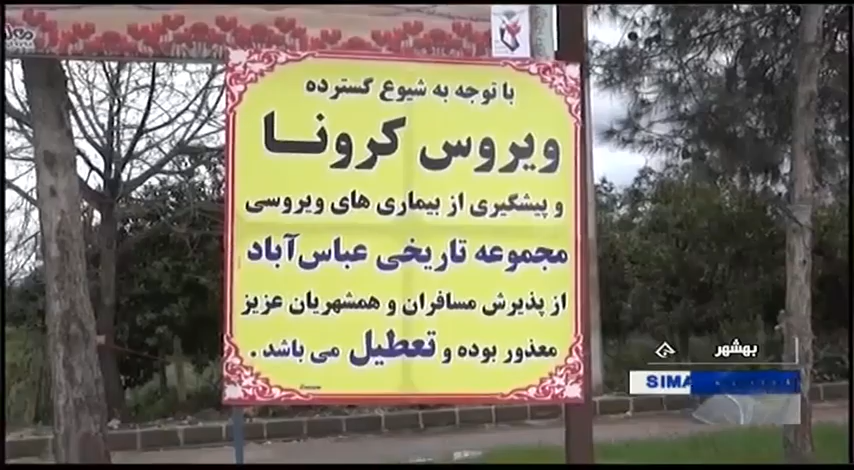 با توجه به شیوع گسترده
ویروس کرونا
و پیشگیری از بیماری های ویروسی
مجموعه تاریخی عباس‌آباد
از پذیرش مسافران و همشهریان عزیز
معذور بوده و تعطیل می باشد.
بهشهر
SIMA